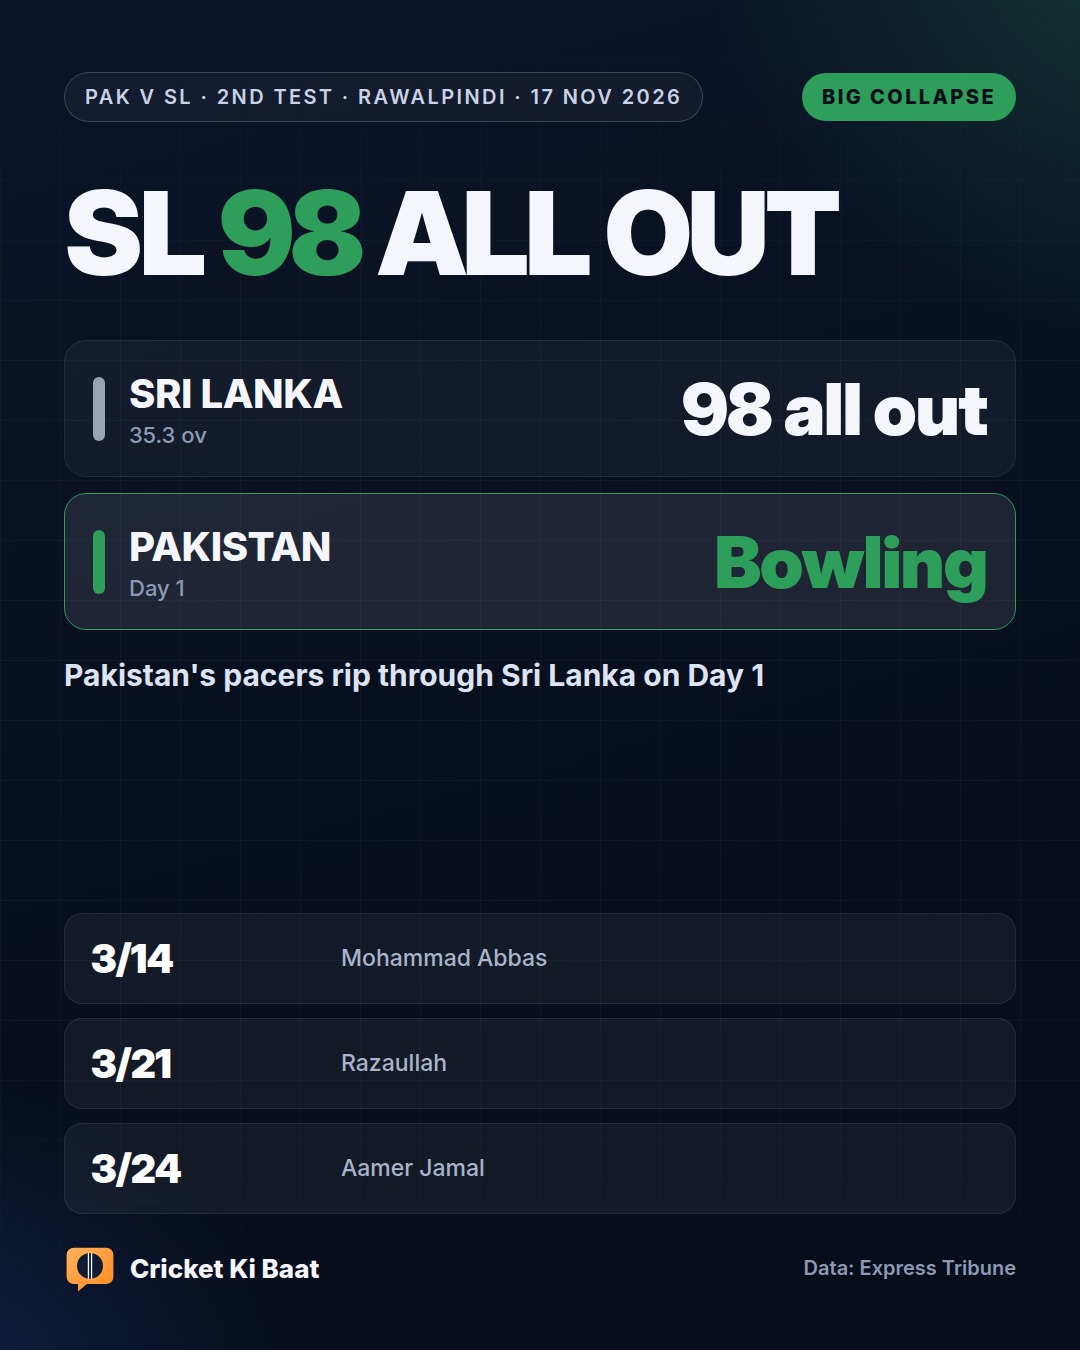 PAK V SL · 2ND TEST · RAWALPINDI · 17 NOV 2026
BIG COLLAPSE
SL 98 ALL OUT
SRI LANKA
35.3 ov
98 all out
PAKISTAN
Day 1
Bowling
Pakistan's pacers rip through Sri Lanka on Day 1
3/14 Mohammad Abbas
3/21 Razaullah
3/24 Aamer Jamal
Cricket Ki Baat
Data: Express Tribune